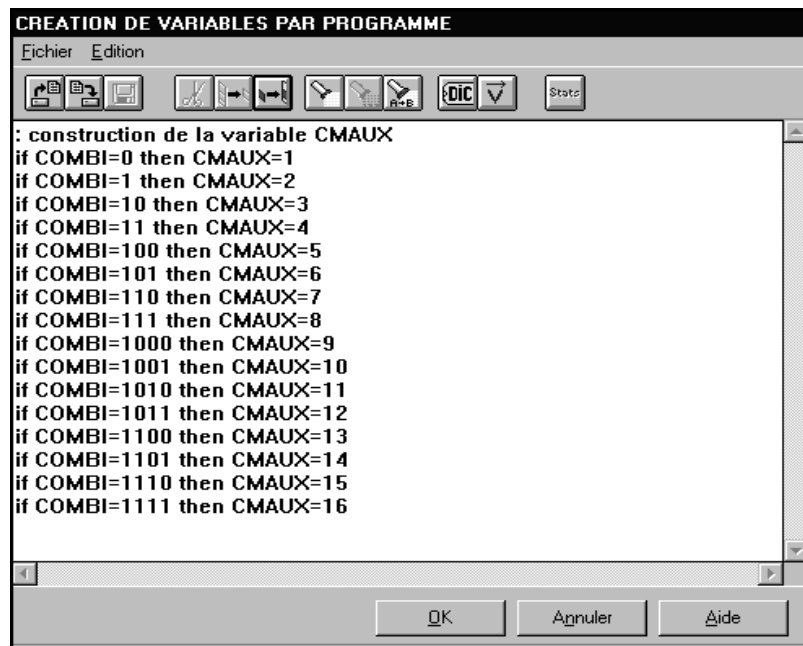 CREATION DE VARIABLES PAR PROGRAMME
Fichier Edition
A→B DIC V Stats
: construction de la variable CMAUX
if COMBI=0 then CMAUX=1
if COMBI=1 then CMAUX=2
if COMBI=10 then CMAUX=3
if COMBI=11 then CMAUX=4
if COMBI=100 then CMAUX=5
if COMBI=101 then CMAUX=6
if COMBI=110 then CMAUX=7
if COMBI=111 then CMAUX=8
if COMBI=1000 then CMAUX=9
if COMBI=1001 then CMAUX=10
if COMBI=1010 then CMAUX=11
if COMBI=1011 then CMAUX=12
if COMBI=1100 then CMAUX=13
if COMBI=1101 then CMAUX=14
if COMBI=1110 then CMAUX=15
if COMBI=1111 then CMAUX=16
OK Annuler Aide